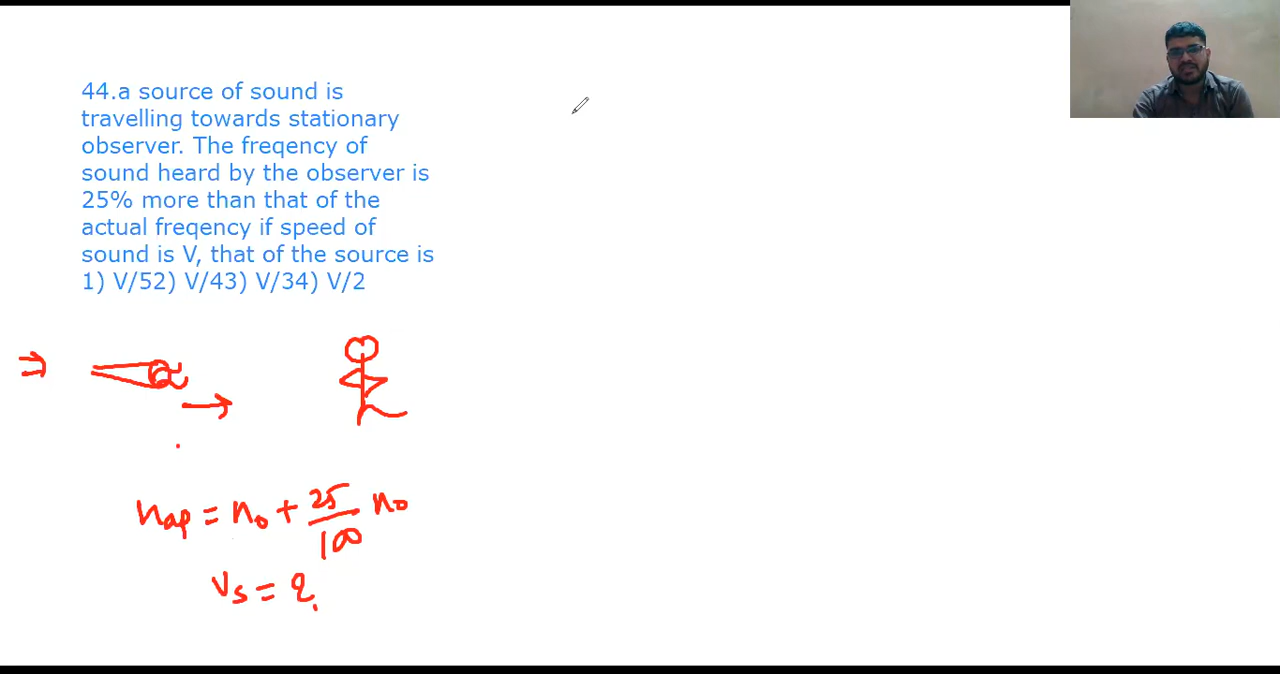 44.a source of sound is
travelling towards stationary
observer. The freqency of
sound heard by the observer is
25% more than that of the
actual freqency if speed of
sound is V, that of the source is
1) V/52) V/43) V/34) V/2
⇒
n_ap = n_o + 25/100 n_o
V_s = ?